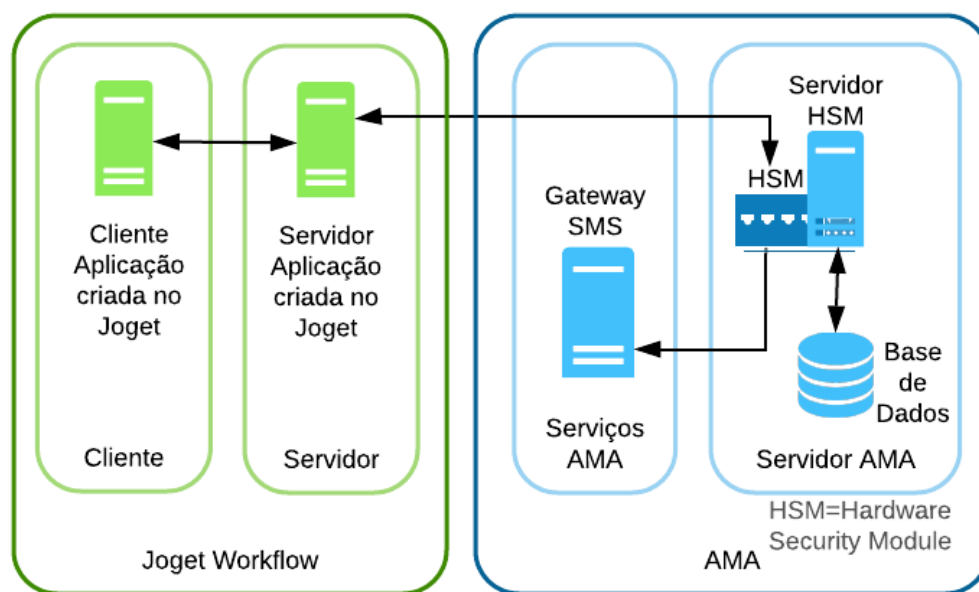 Cliente
Aplicação
criada no
Joget
Cliente
Servidor
Aplicação
criada no
Joget
Servidor
Joget Workflow
Gateway
SMS
Serviços
AMA
Servidor
HSM
HSM
Base
de
Dados
Servidor AMA
HSM=Hardware
Security Module
AMA